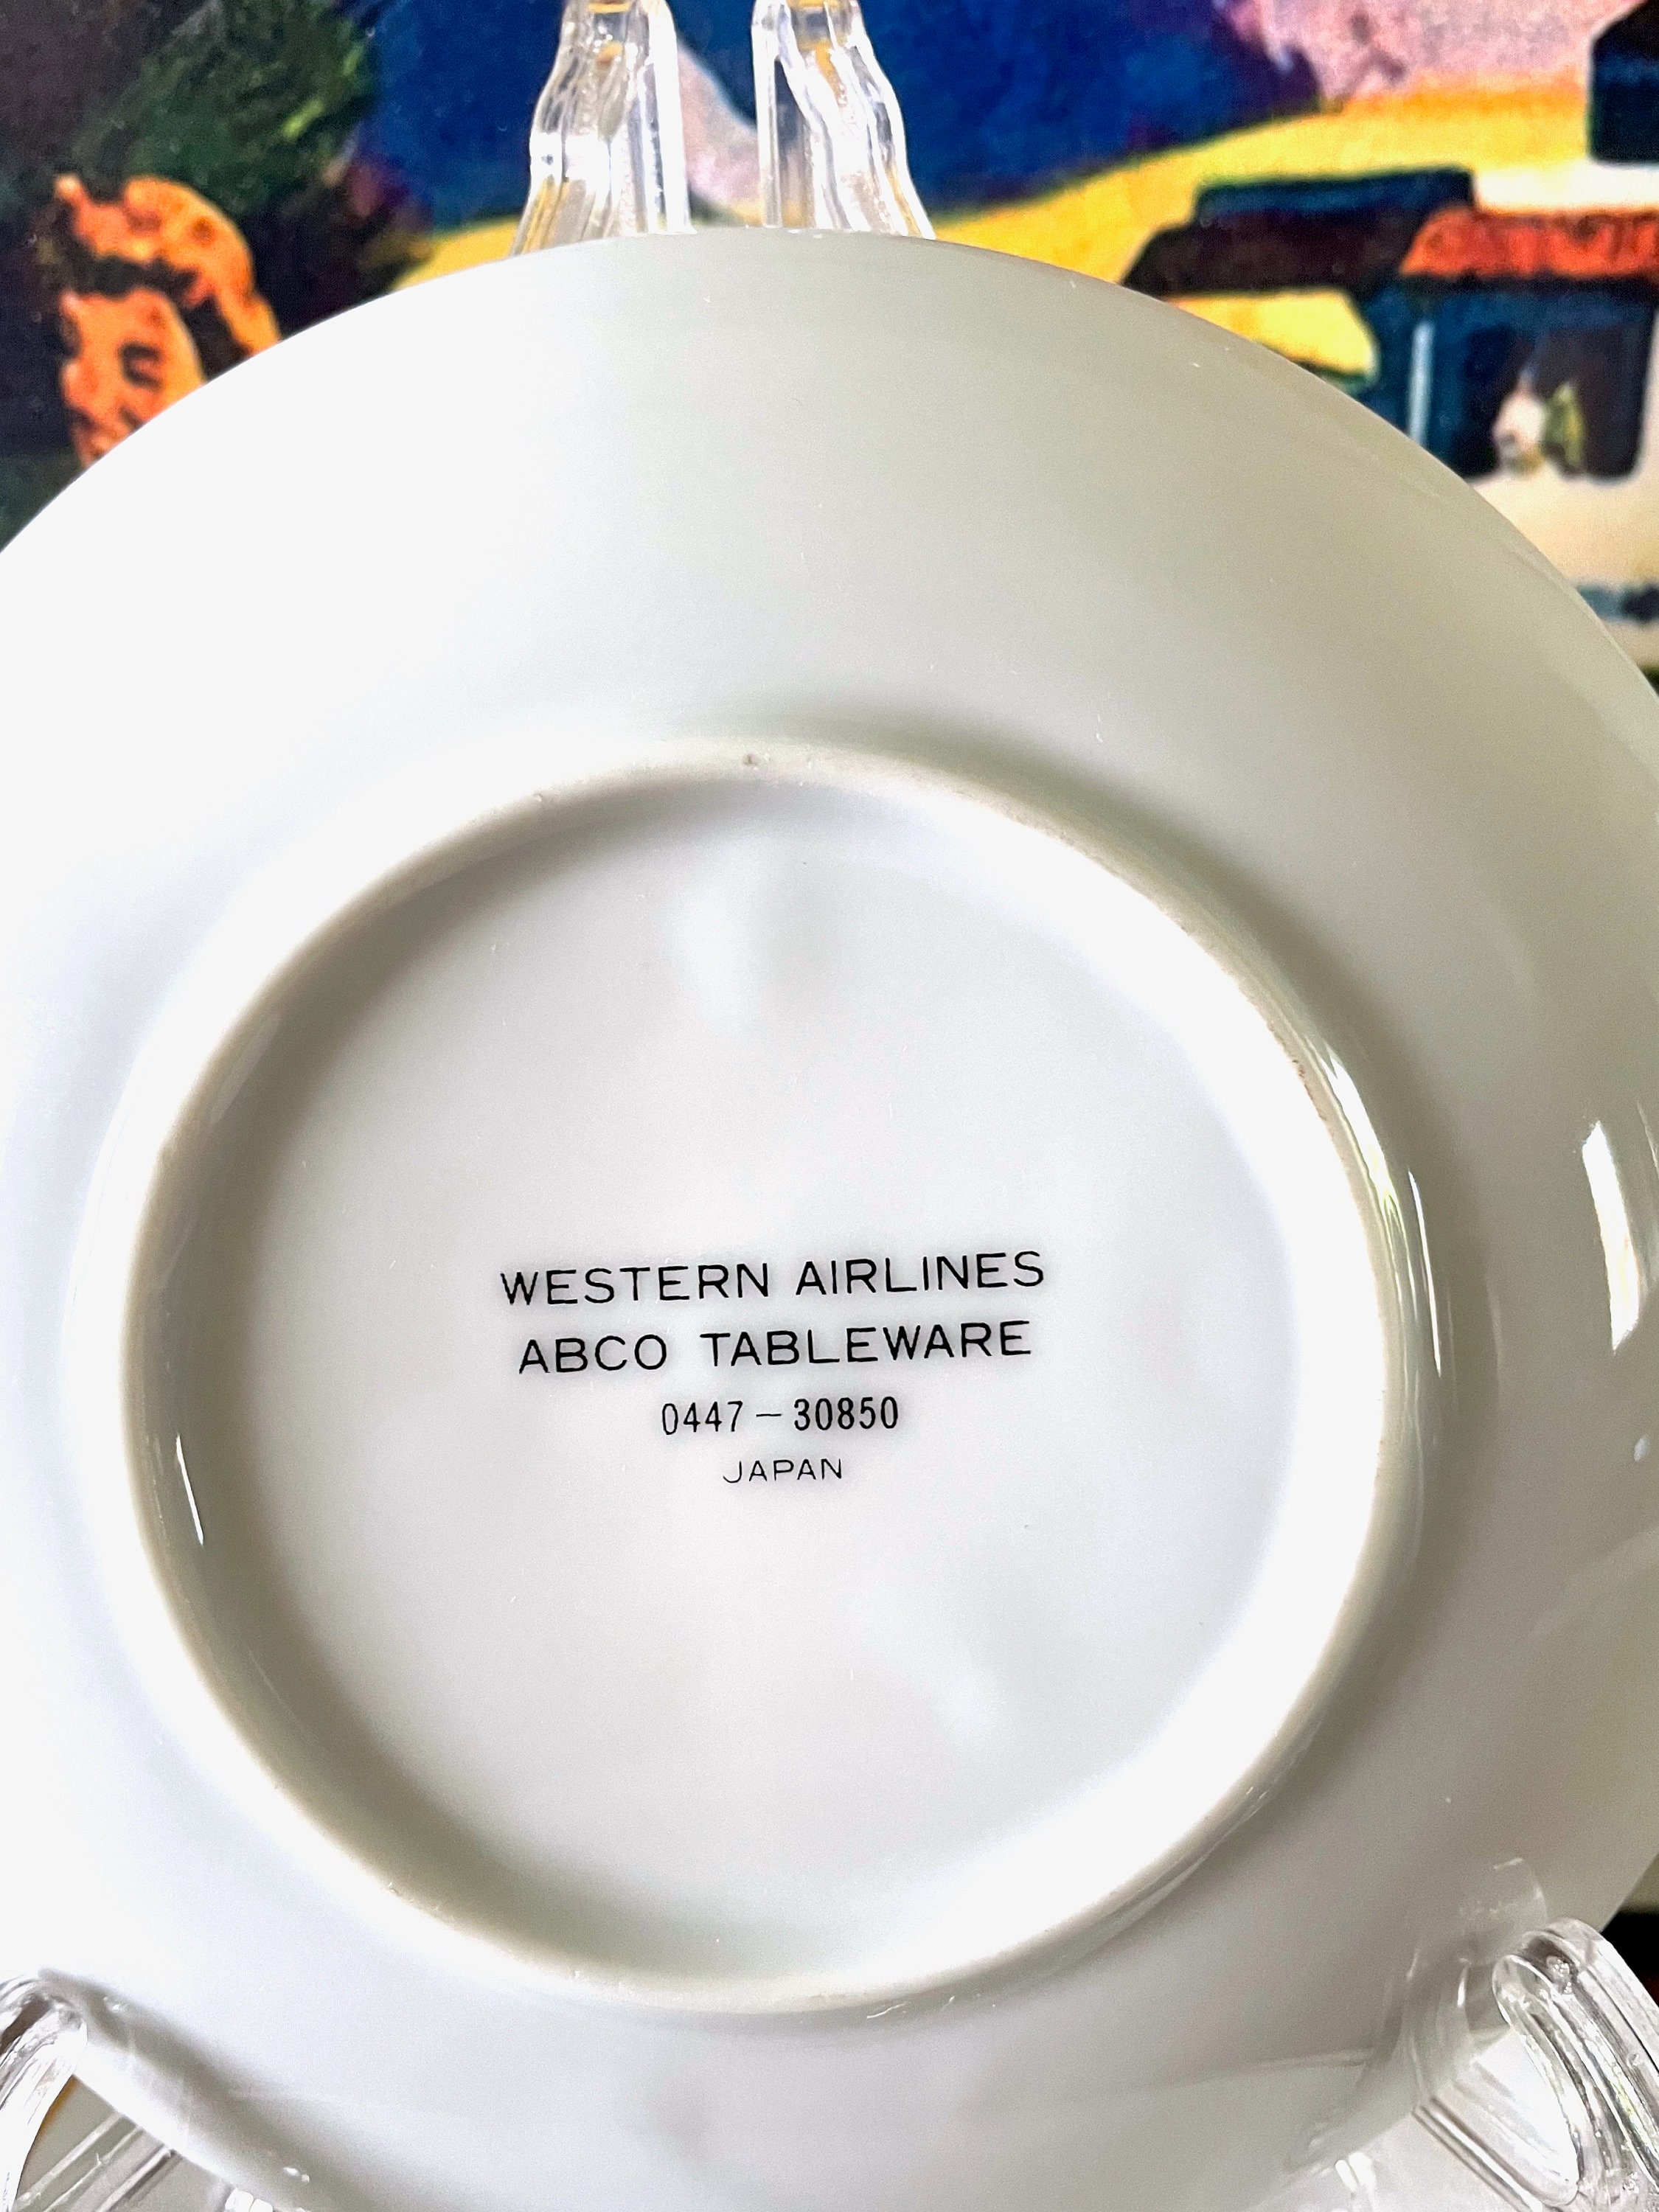 WESTERN AIRLINES
ABCO TABLEWARE
0447-30850
JAPAN